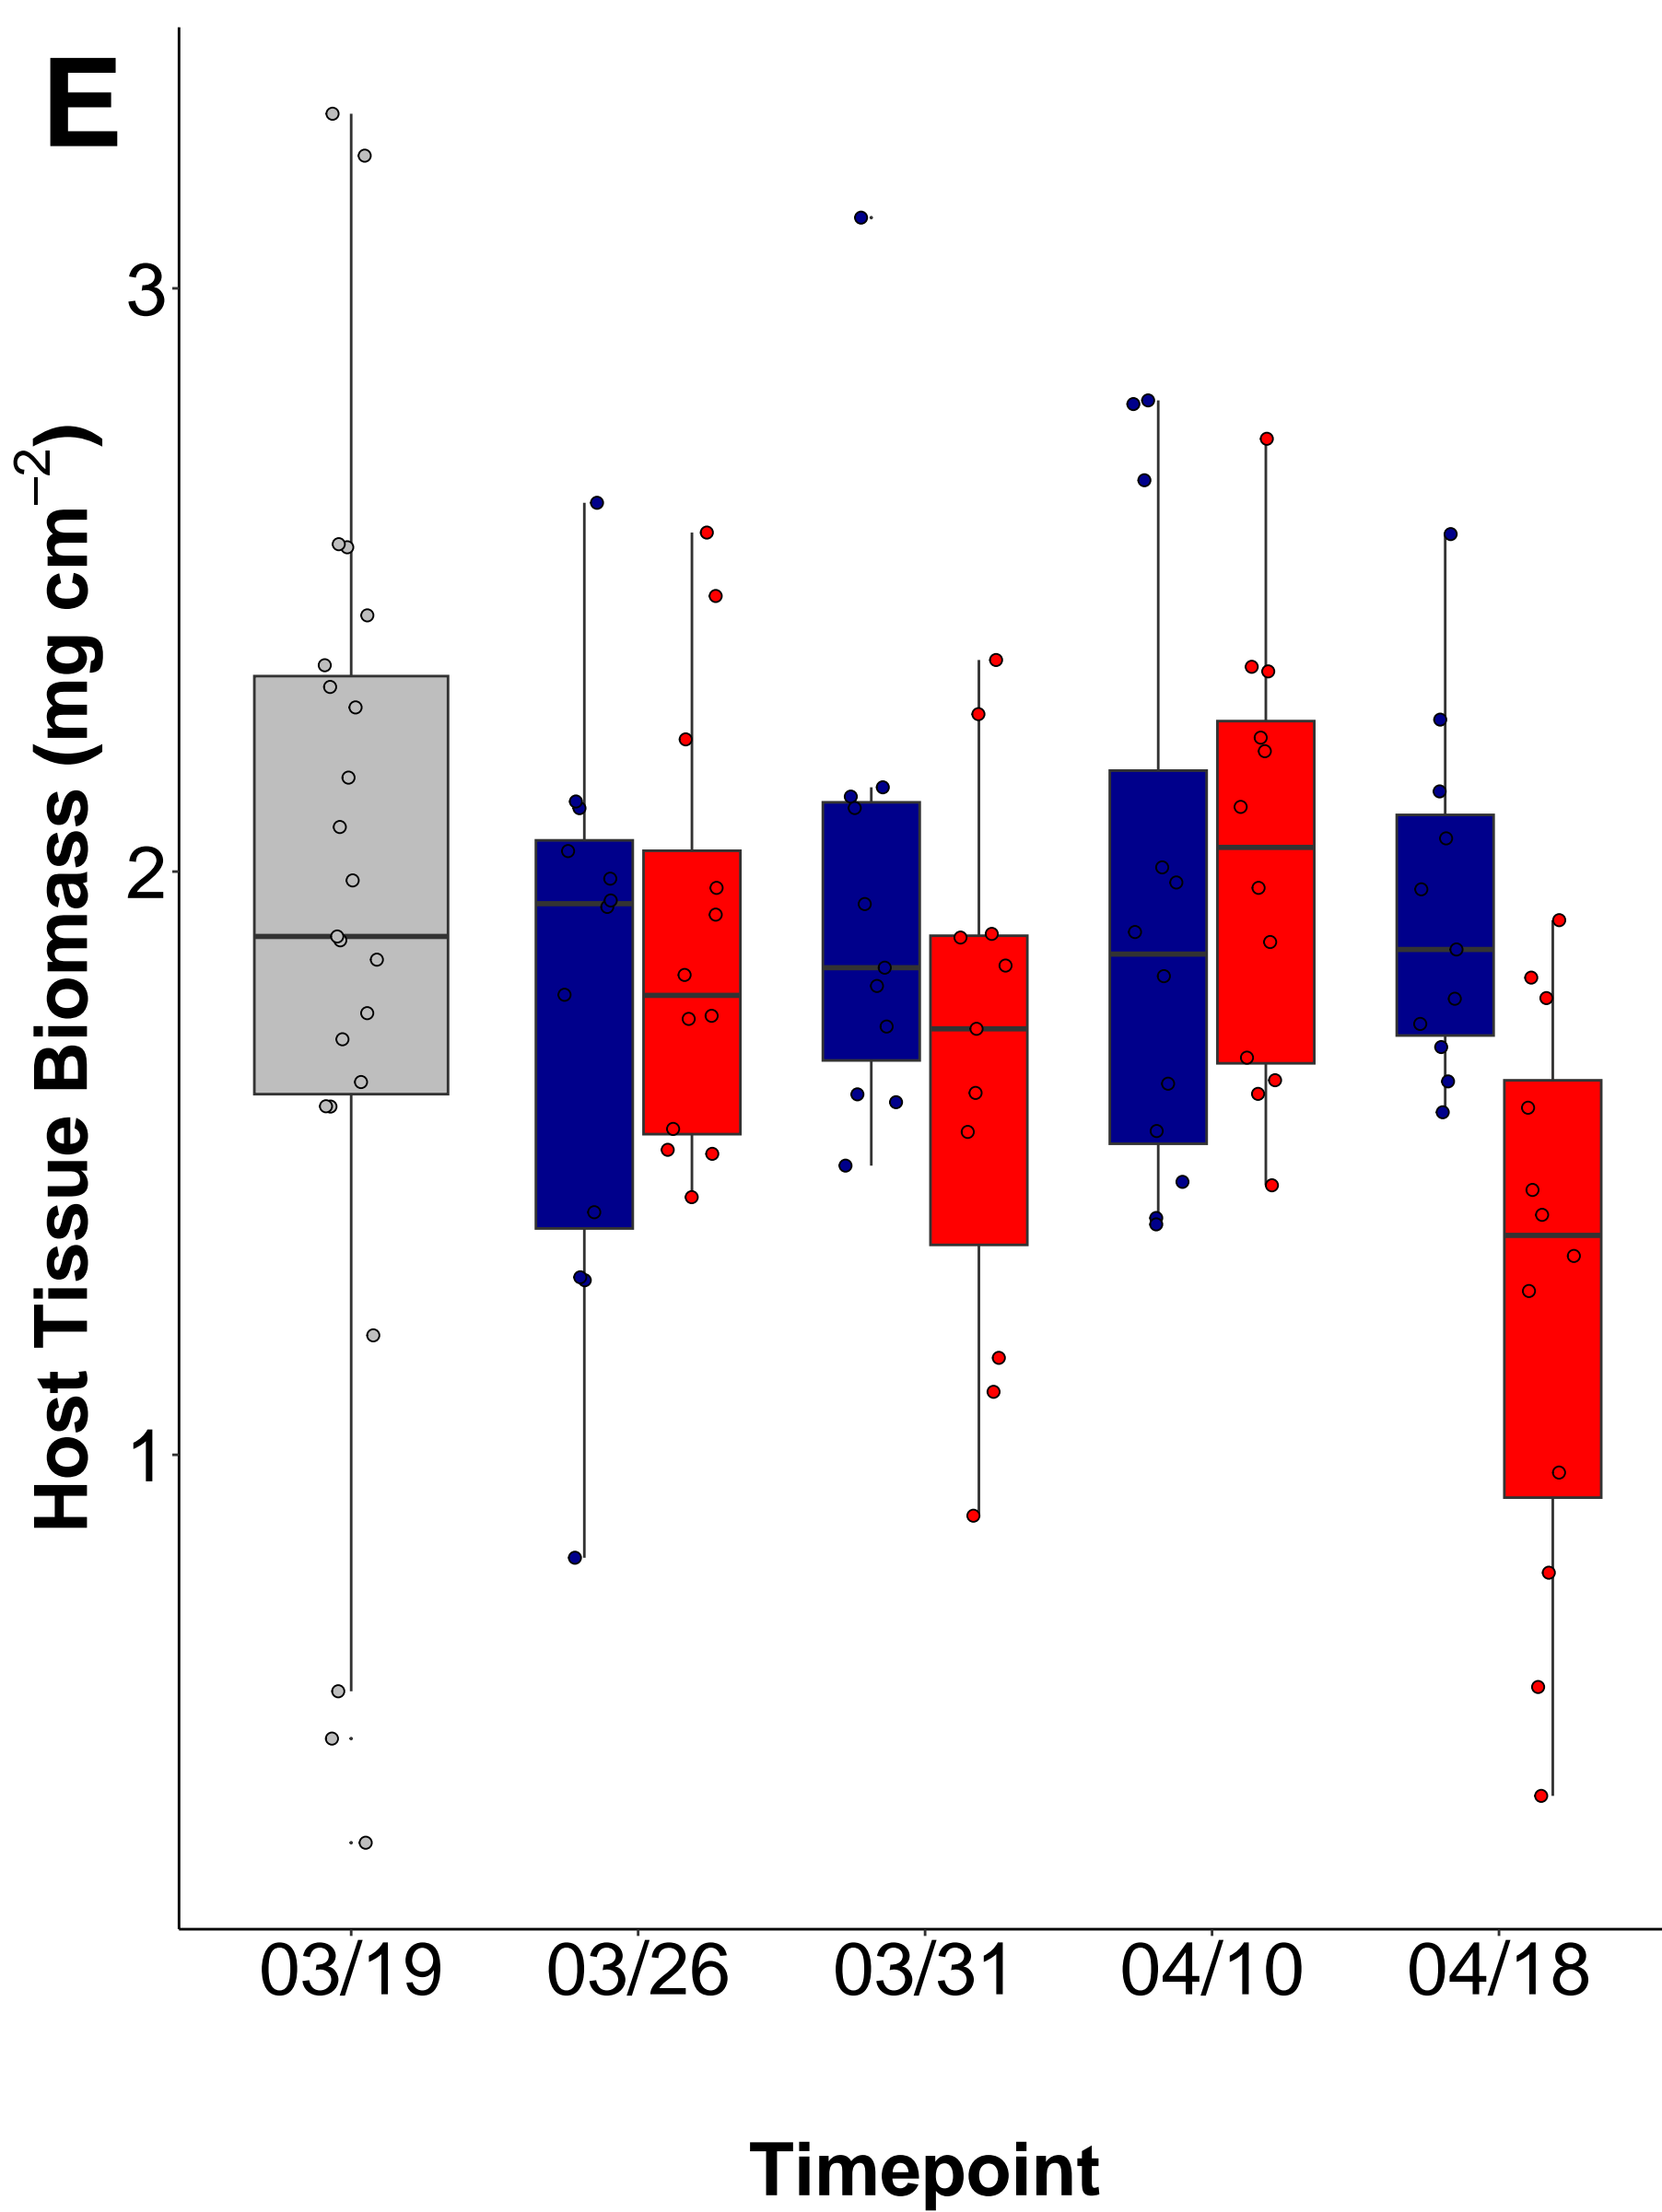 E
Host Tissue Biomass (mg cm−2)
3
2
1
03/19 03/26 03/31 04/10 04/18
Timepoint